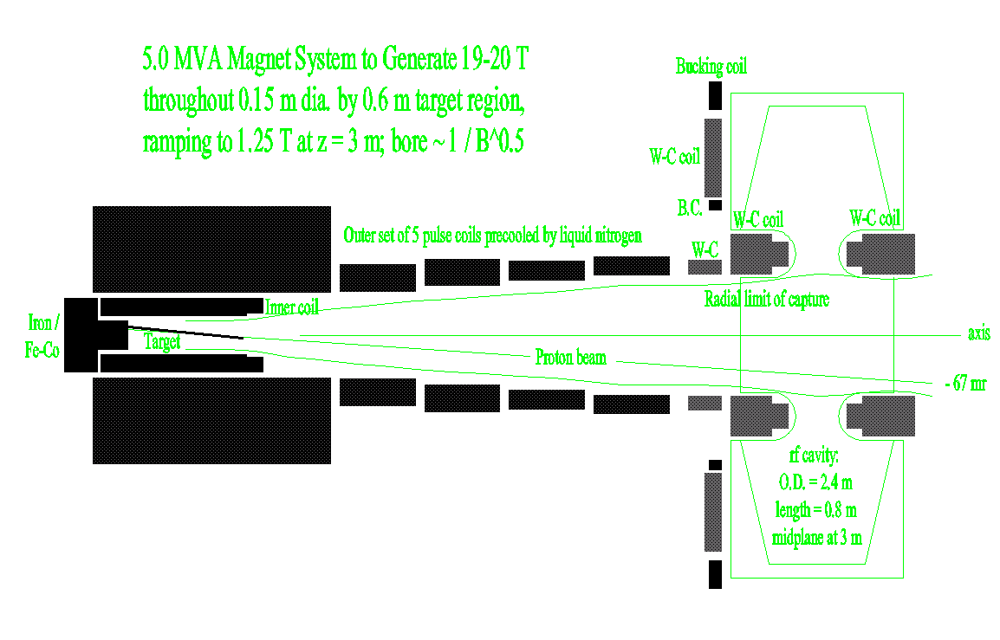 5.0 MVA Magnet System to Generate 19-20 T
throughout 0.15 m dia. by 0.6 m target region,
ramping to 1.25 T at z = 3 m; bore ~ 1 / B^0.5
Bucking coil
W-C coil
B.C.
W-C coil
W-C coil
Outer set of 5 pulse coils precooled by liquid nitrogen
W-C
Radial limit of capture
Inner coil
Iron /
Fe-Co
Target
axis
Proton beam
- 67 mr
rf cavity:
O.D. = 2.4 m
length = 0.8 m
midplane at 3 m